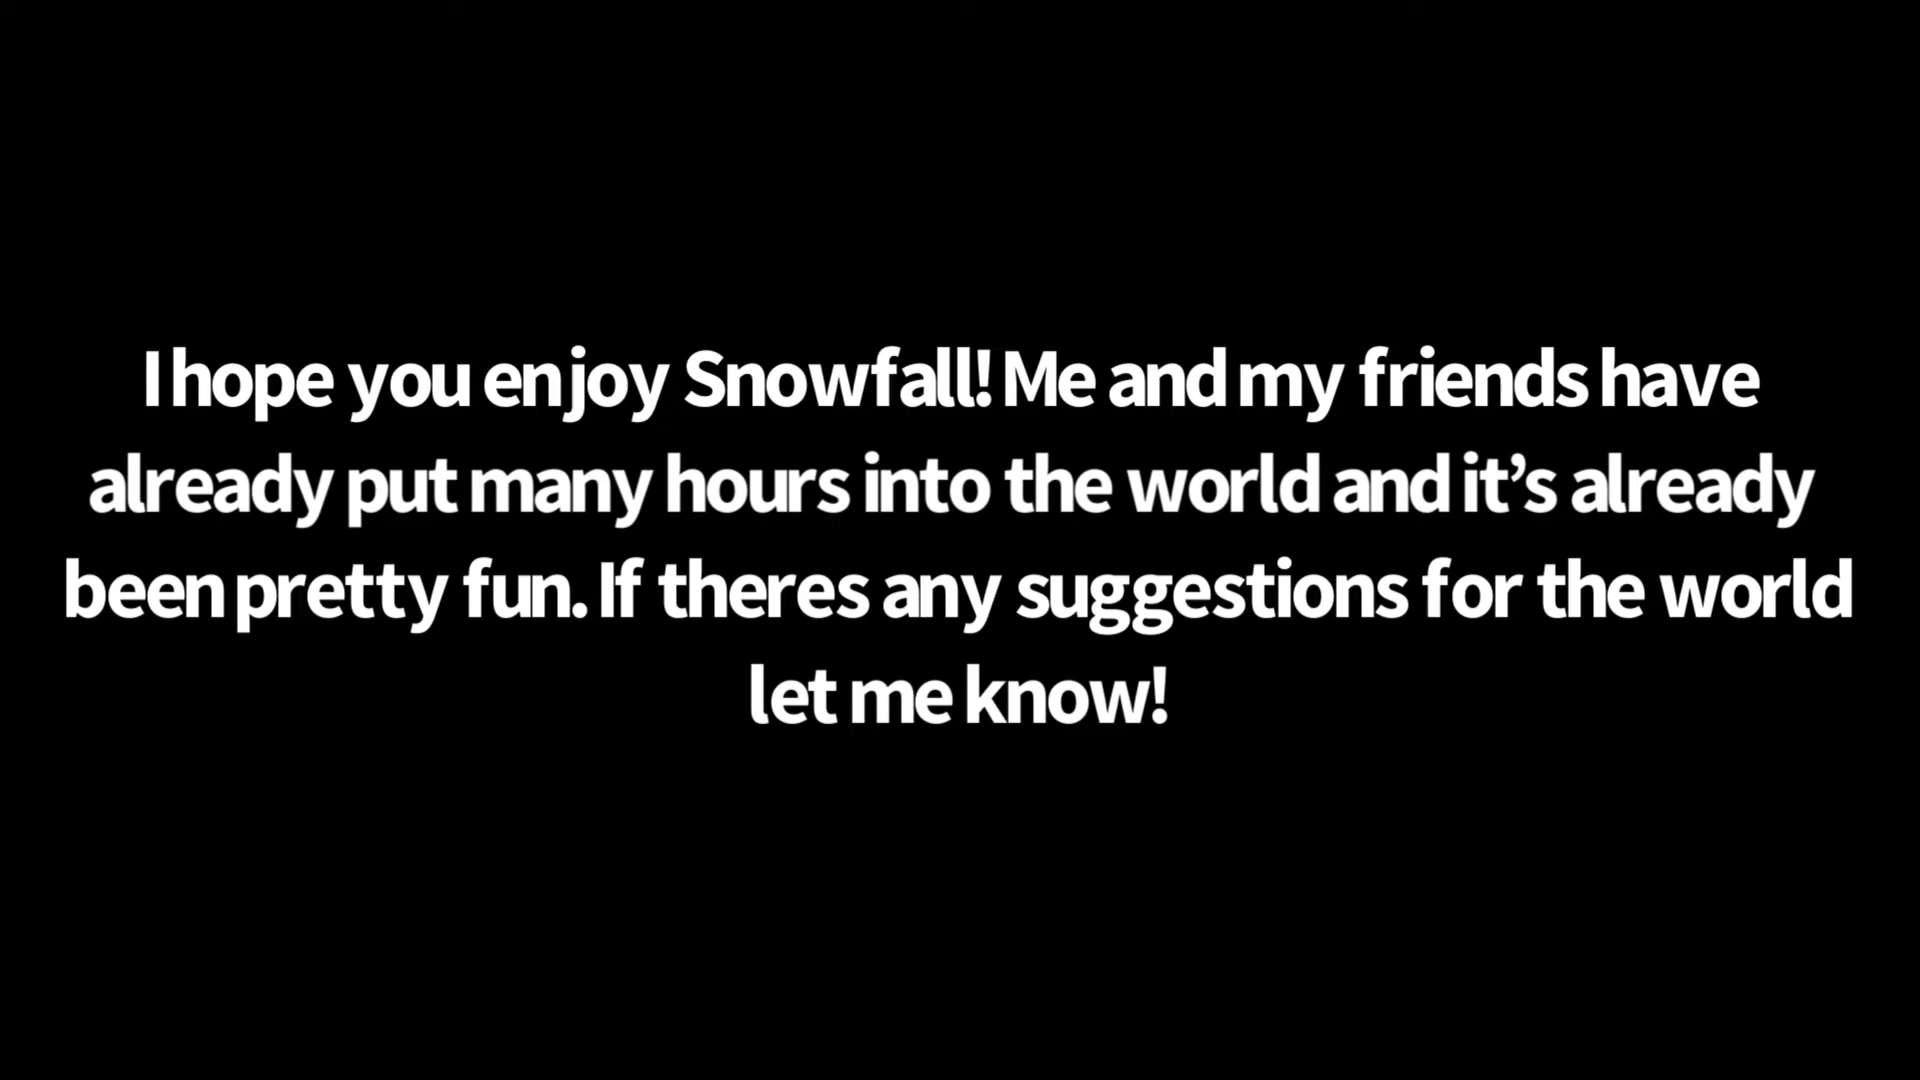 I hope you enjoy Snowfall! Me and my friends have
already put many hours into the world and it’s already
been pretty fun. If theres any suggestions for the world
let me know!